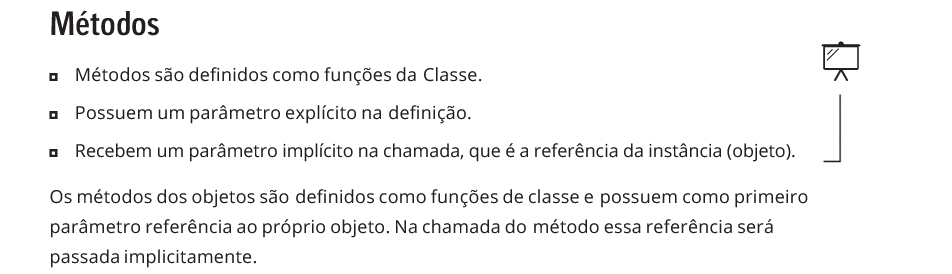 Métodos
Métodos são definidos como funções da Classe.
Possuem um parâmetro explícito na definição.
Recebem um parâmetro implícito na chamada, que é a referência da instância (objeto).
Os métodos dos objetos são definidos como funções de classe e possuem como primeiro
parâmetro referência ao próprio objeto. Na chamada do método essa referência será
passada implicitamente.